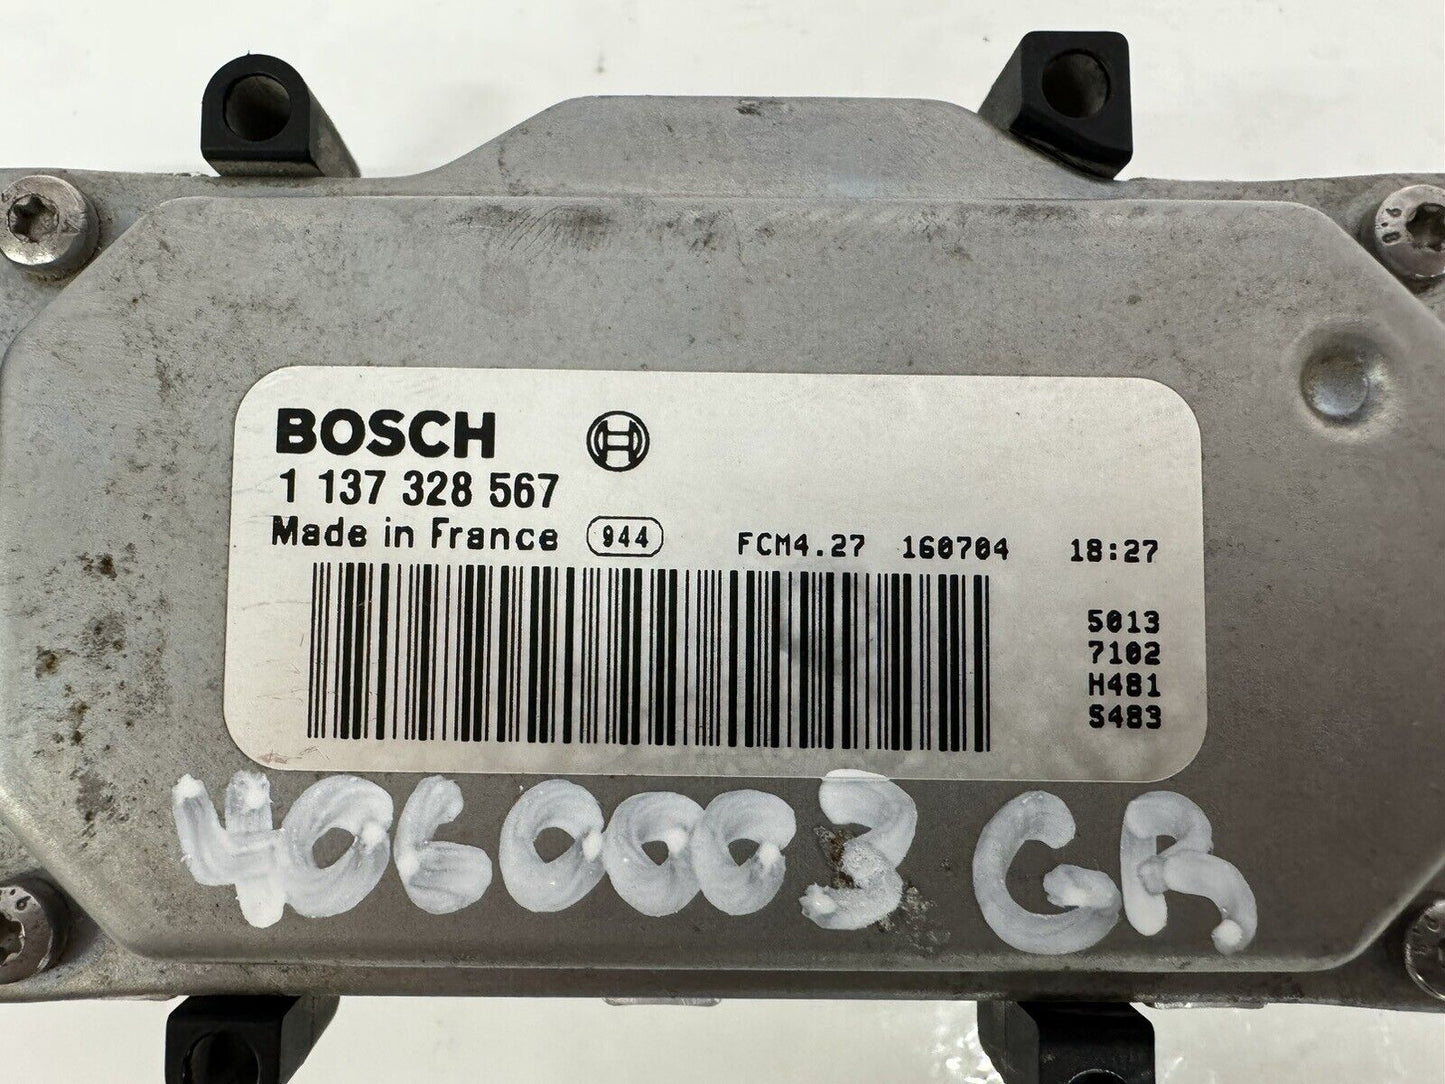 BOSCH
1 137 328 567
Made in France 944 FCM4.27 160704 18:27
5013
7102
H481
S483
4060003 GR